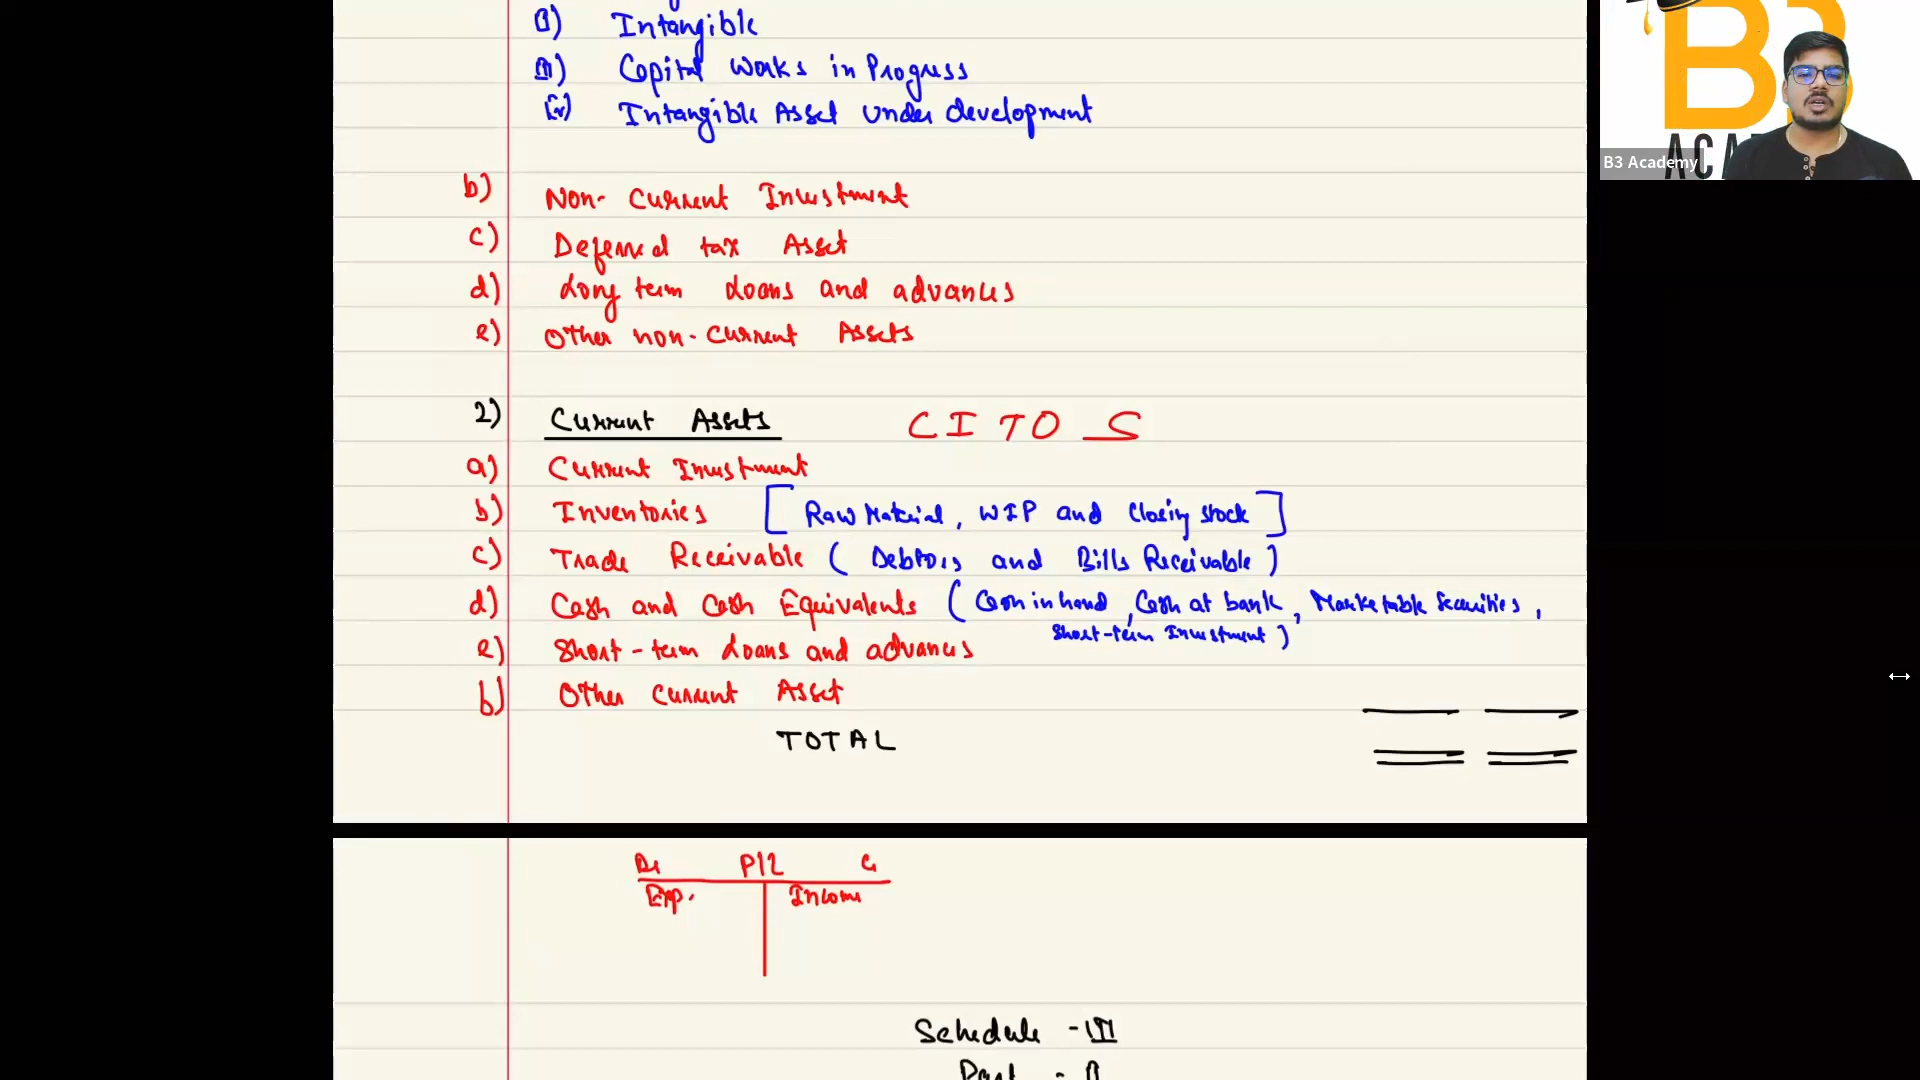 ii) Intangible
iii) Capital Works in Progress
iv) Intangible Asset under development
b) Non-Current Investment
c) Deferred tax Asset
d) Long term Loans and advances
e) Other non-current Assets
2) Current Assets CITO S
a) Current Investment
b) Inventories [Raw Material, WIP and Closing stock]
c) Trade Receivable (Debtors and Bills Receivable)
d) Cash and Cash Equivalents (Cash in hand, Cash at bank, Marketable Securities,
Short-term Investment)
e) Short-term Loans and advances
Other Current Asset
TOTAL
Dr P/L Cr
Exp. Income
Schedule - III
B3
B3 Academy